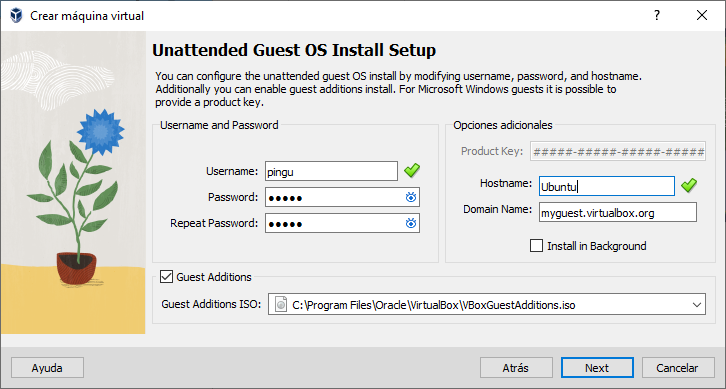 Crear máquina virtual
Unattended Guest OS Install Setup
You can configure the unattended guest OS install by modifying username, password, and hostname.
Additionally you can enable guest additions install. For Microsoft Windows guests it is possible to
provide a product key.
Username and Password
Username: pingu
Password: •••••
Repeat Password: •••••
Opciones adicionales
Product Key: #####-#####-#####-#####
Hostname: Ubuntu
Domain Name: myguest.virtualbox.org
Install in Background
Guest Additions
Guest Additions ISO: C:\Program Files\Oracle\VirtualBox\VBoxGuestAdditions.iso
Ayuda
Atrás
Next
Cancelar